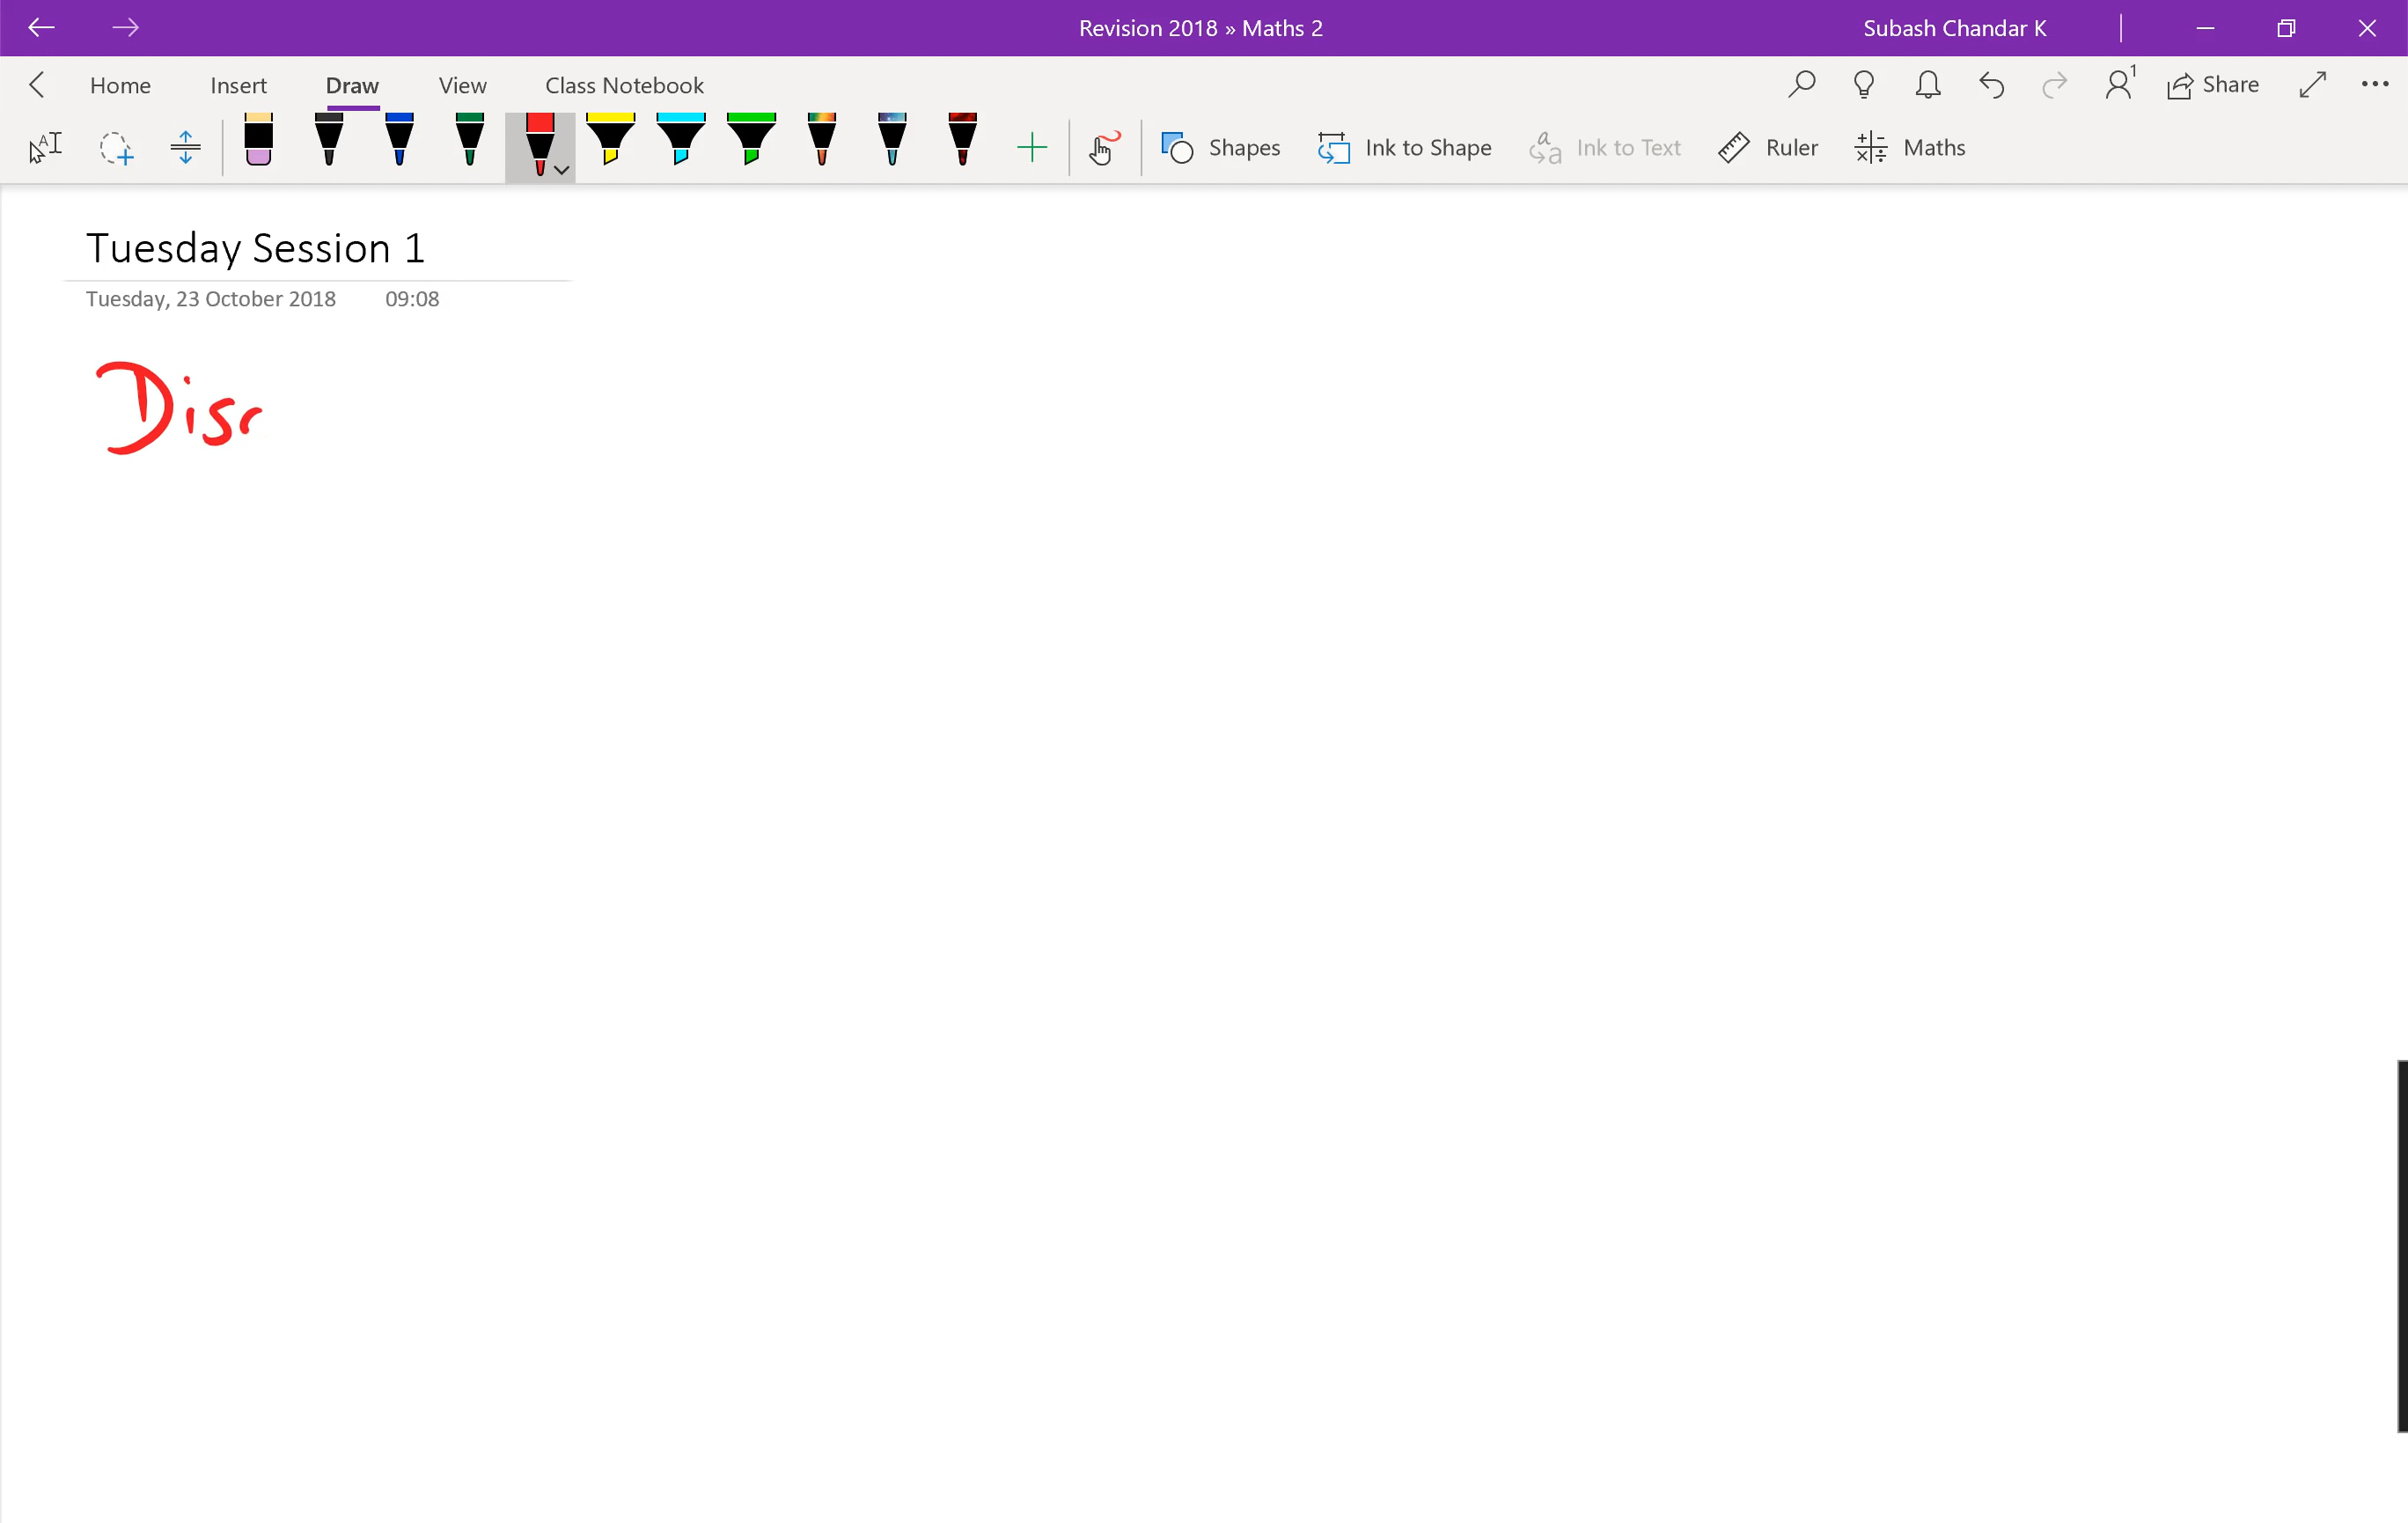 Revision 2018 » Maths 2 Subash Chandar K
Home Insert Draw View Class Notebook 1 Share
Shapes Ink to Shape Ink to Text Ruler Maths
Tuesday Session 1
Tuesday, 23 October 2018 09:08
Disc